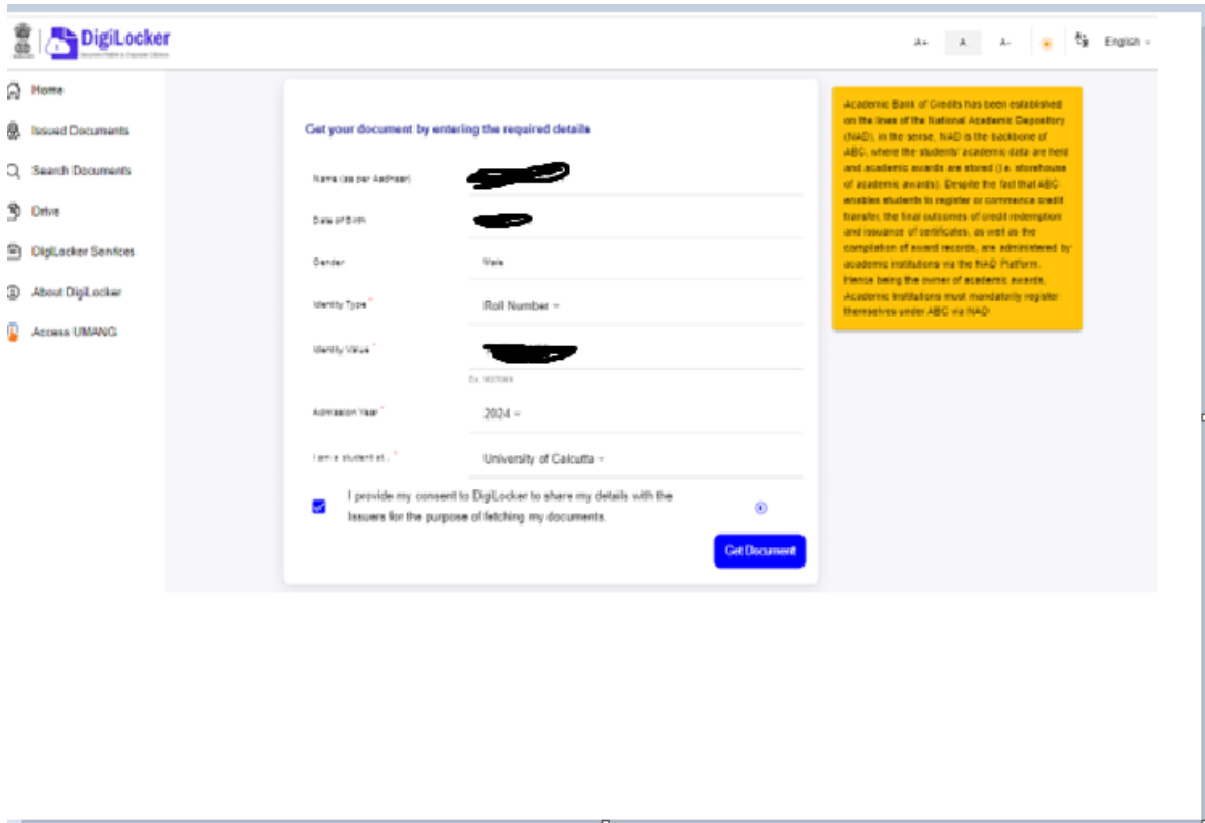 DigiLocker
A+ A A- English
Home
Issued Documents
Search Documents
Drive
DigiLocker Services
About DigiLocker
Access UMANG
Get your document by entering the required details
Name (as per Aadhaar)
Date of Birth
Gender Male
Identity Type * Roll Number
Identity Value *
Admission Year * 2024
I am a student at.. * University of Calcutta
I provide my consent to DigiLocker to share my details with the
Issuers for the purpose of fetching my documents.
Get Document
Academic Bank of Credits has been established
on the lines of the National Academic Depository
(NAD), in the sense, NAD is the backbone of
ABC, where the students' academic data are held
and academic awards are stored (i.e. storehouse
of academic awards). Despite the fact that ABC
enables students to register or commence credit
transfer, the final outcomes of credit redemption
and issuance of certificates, as well as the
compilation of award records, are administered by
academic institutions via the NAD Platform.
Hence being the owner of academic awards,
Academic Institutions must mandatorily register
themselves under ABC via NAD